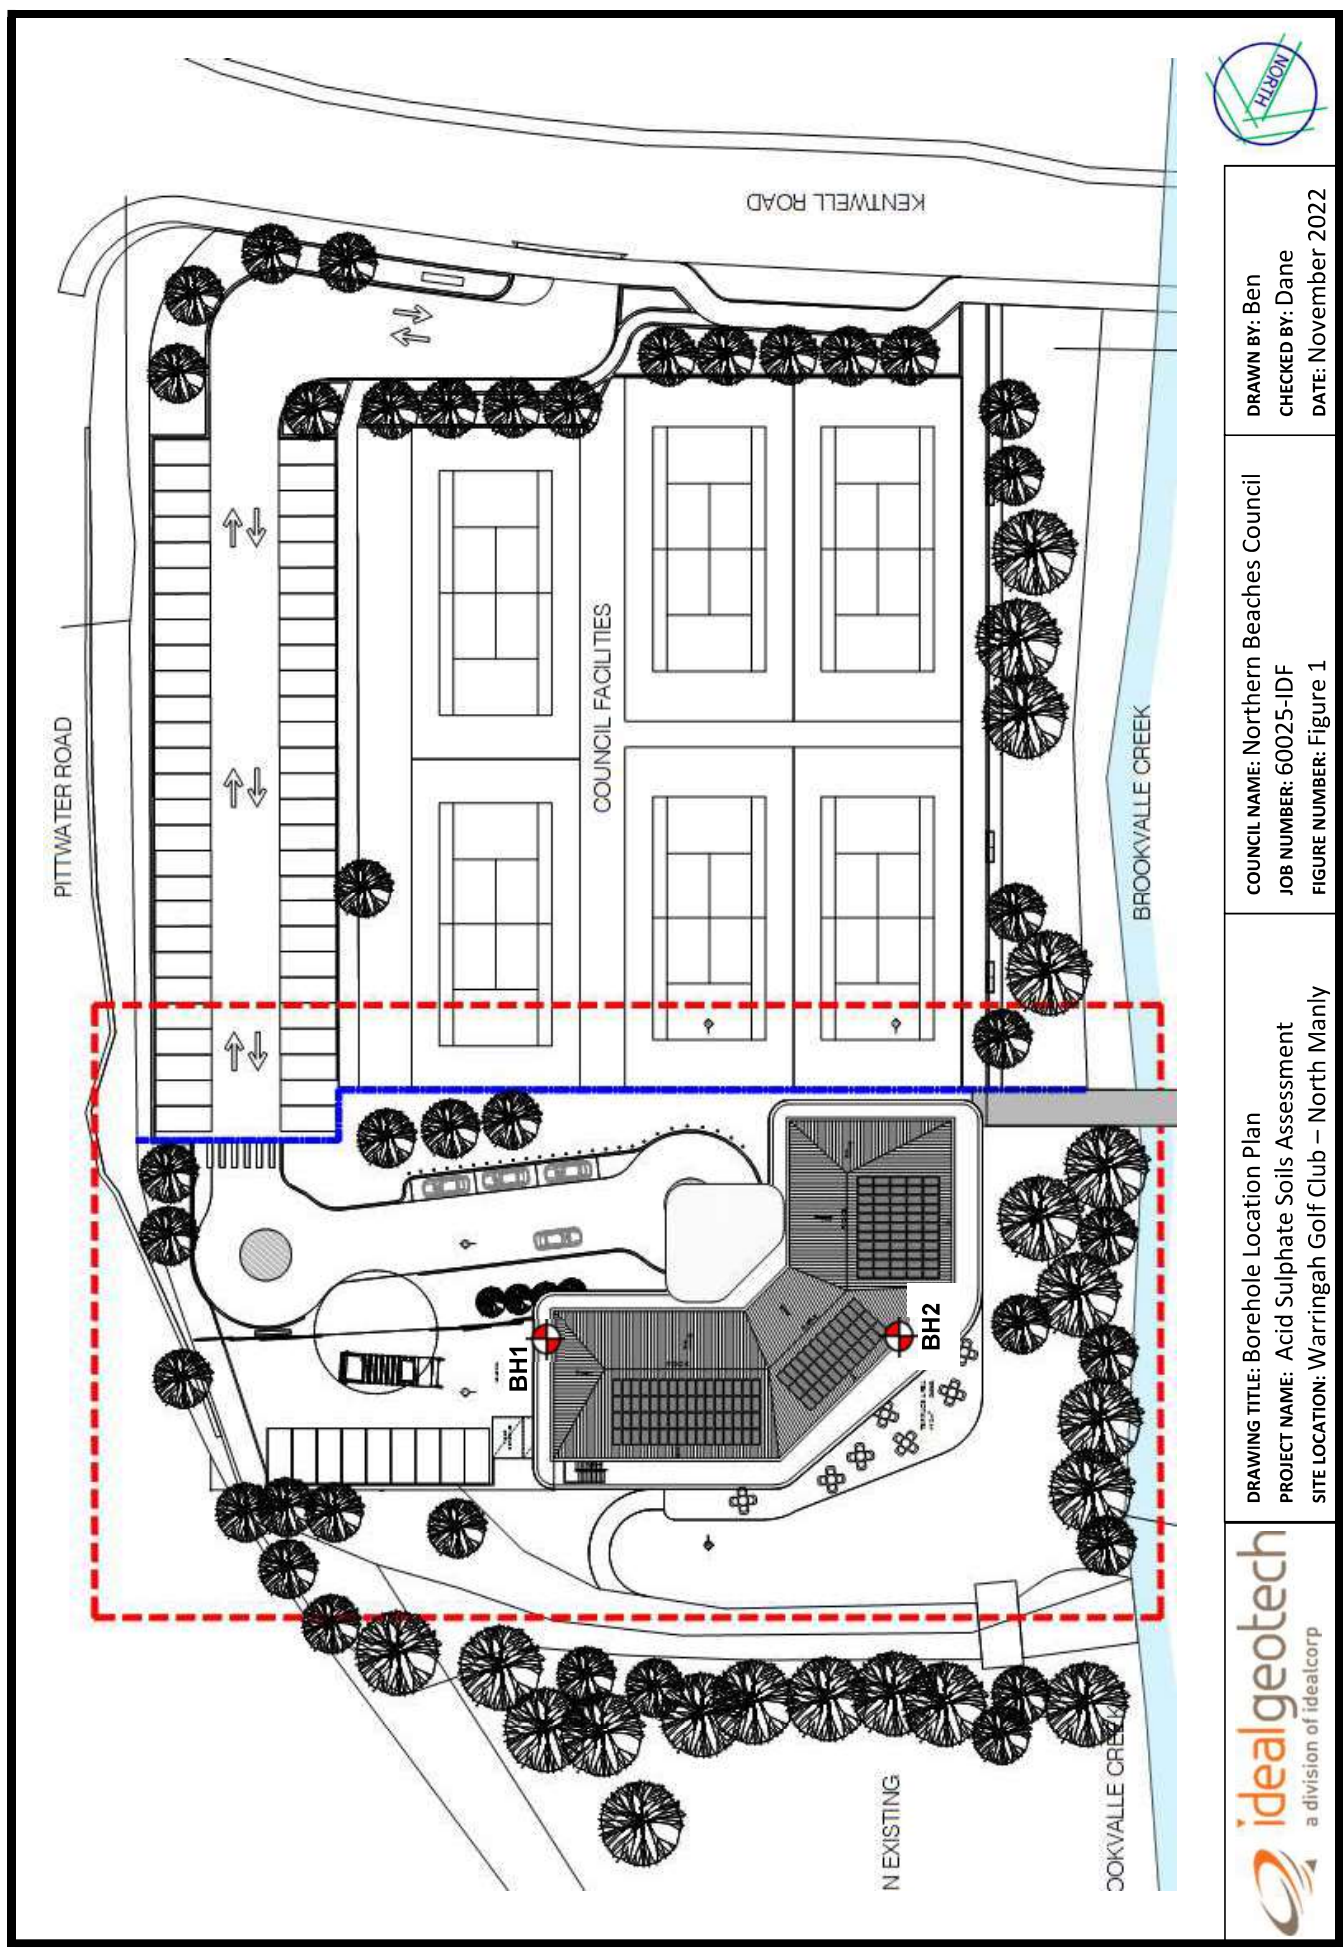 PITTWATER ROAD
KENTWELL ROAD
COUNCIL FACILITIES
BROOKVALLE CREEK
BH1
BH2
N EXISTING
OOKVALLE CREEK
NORTH
idealgeotech
a division of idealcorp
DRAWING TITLE: Borehole Location Plan
PROJECT NAME: Acid Sulphate Soils Assessment
SITE LOCATION: Warringah Golf Club – North Manly
COUNCIL NAME: Northern Beaches Council
JOB NUMBER: 60025-IDF
FIGURE NUMBER: Figure 1
DRAWN BY: Ben
CHECKED BY: Dane
DATE: November 2022